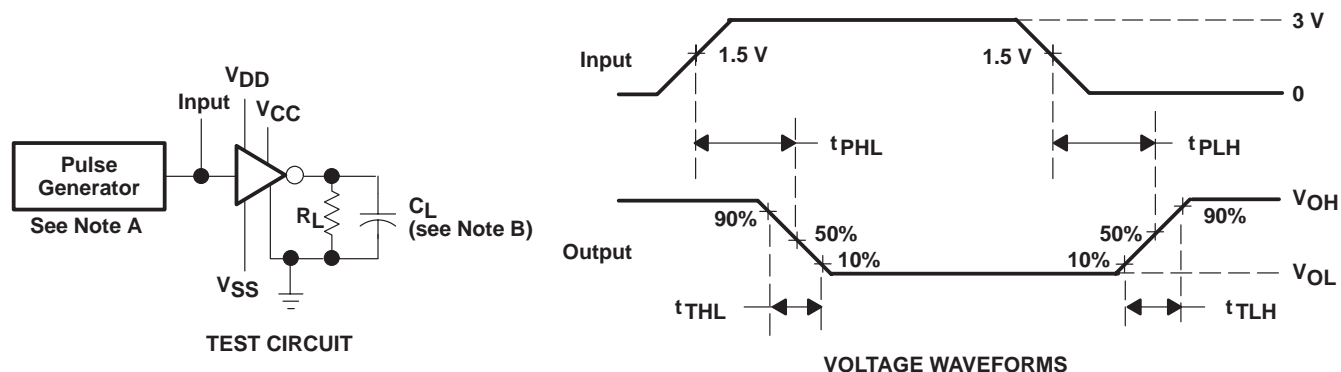 Input
VDD
VCC
Pulse
Generator
See Note A
VSS
RL
CL
(see Note B)
TEST CIRCUIT
Input
1.5 V
1.5 V
3 V
0
tPHL
tPLH
Output
90%
50%
10%
10%
50%
90%
VOH
VOL
tTHL
tTLH
VOLTAGE WAVEFORMS